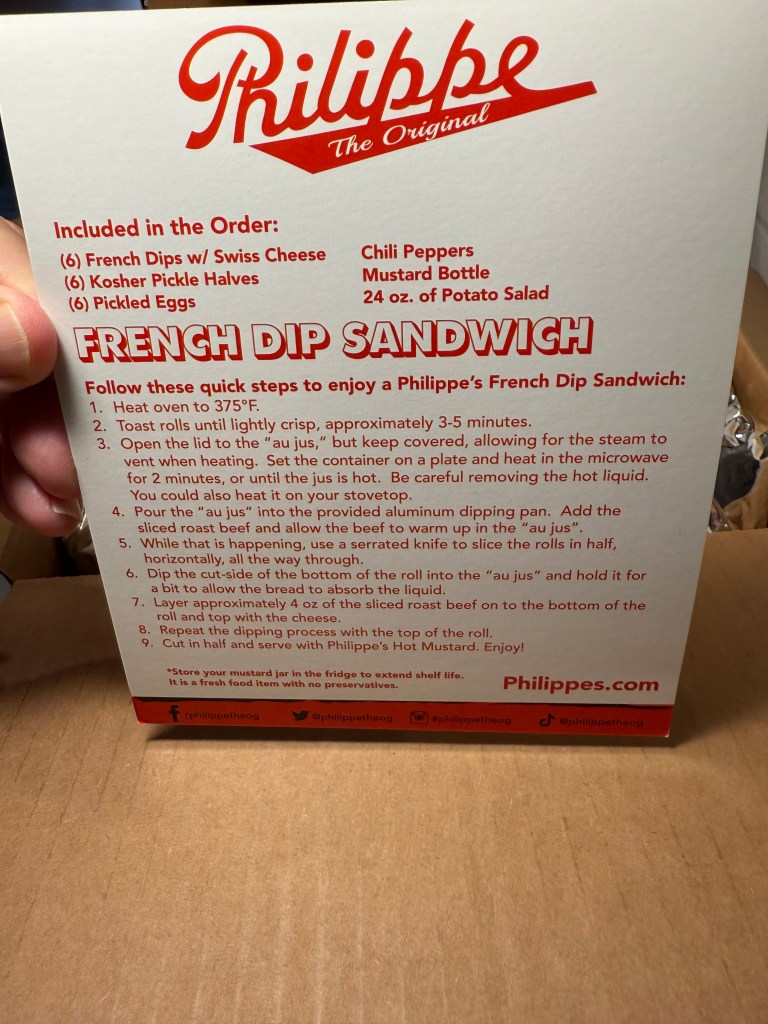 Philippe
The Original
Included in the Order:
(6) French Dips w/ Swiss Cheese
(6) Kosher Pickle Halves
(6) Pickled Eggs
Chili Peppers
Mustard Bottle
24 oz. of Potato Salad
FRENCH DIP SANDWICH
Follow these quick steps to enjoy a Philippe's French Dip Sandwich:
1. Heat oven to 375°F.
2. Toast rolls until lightly crisp, approximately 3-5 minutes.
3. Open the lid to the "au jus," but keep covered, allowing for the steam to
vent when heating. Set the container on a plate and heat in the microwave
for 2 minutes, or until the jus is hot. Be careful removing the hot liquid.
You could also heat it on your stovetop.
4. Pour the "au jus" into the provided aluminum dipping pan. Add the
sliced roast beef and allow the beef to warm up in the "au jus".
5. While that is happening, use a serrated knife to slice the rolls in half,
horizontally, all the way through.
6. Dip the cut-side of the bottom of the roll into the "au jus" and hold it for
a bit to allow the bread to absorb the liquid.
7. Layer approximately 4 oz of the sliced roast beef on to the bottom of the
roll and top with the cheese.
8. Repeat the dipping process with the top of the roll.
9. Cut in half and serve with Philippe's Hot Mustard. Enjoy!
*Store your mustard jar in the fridge to extend shelf life.
It is a fresh food item with no preservatives.
Philippes.com
/philippetheog @philippetheog #philippetheog @philippetheog